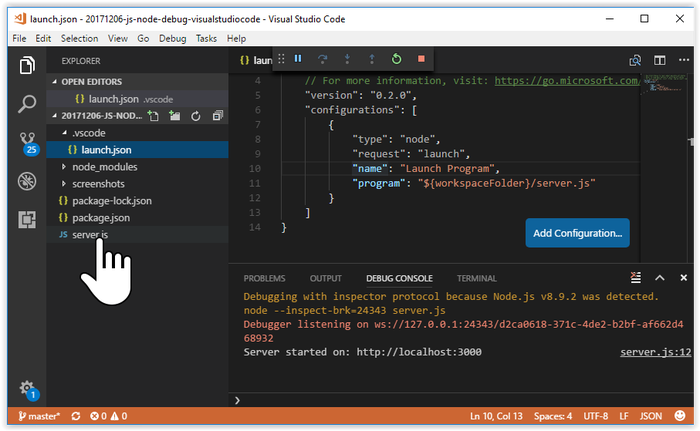 launch.json - 20171206-js-node-debug-visualstudiocode - Visual Studio Code
File Edit Selection View Go Debug Tasks Help
EXPLORER
OPEN EDITORS
launch.json .vscode
20171206-JS-NOD...
.vscode
launch.json
node_modules
screenshots
package-lock.json
package.json
JS server.js
25
1
4 // For more information, visit: https://go.microsoft.com/
5 "version": "0.2.0",
6 "configurations": [
7 {
8 "type": "node",
9 "request": "launch",
10 "name": "Launch Program",
11 "program": "${workspaceFolder}/server.js"
12 }
13 ]
14 }
Add Configuration...
PROBLEMS OUTPUT DEBUG CONSOLE TERMINAL
Debugging with inspector protocol because Node.js v8.9.2 was detected.
node --inspect-brk=24343 server.js
Debugger listening on ws://127.0.0.1:24343/d2ca0618-371c-4de2-b2bf-af662d4
68932
Server started on: http://localhost:3000 server.js:12
master* 0 0 Ln 10, Col 13 Spaces: 4 UTF-8 LF JSON